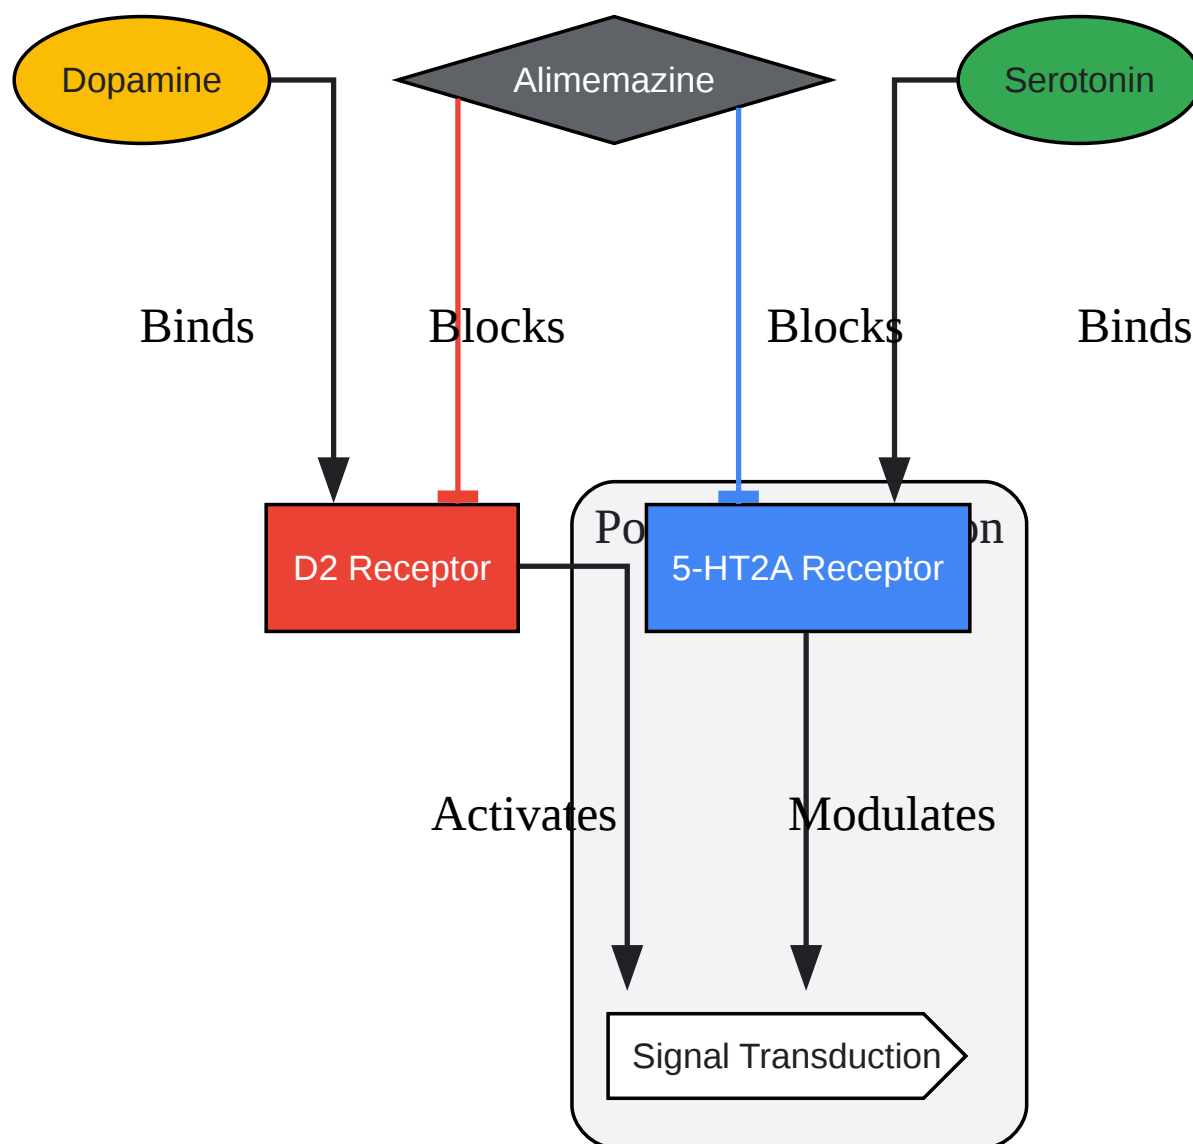 Dopamine
Alimemazine
Serotonin
Binds
Blocks
Blocks
Binds
D2 Receptor
5-HT2A Receptor
Activates
Modulates
Signal Transduction